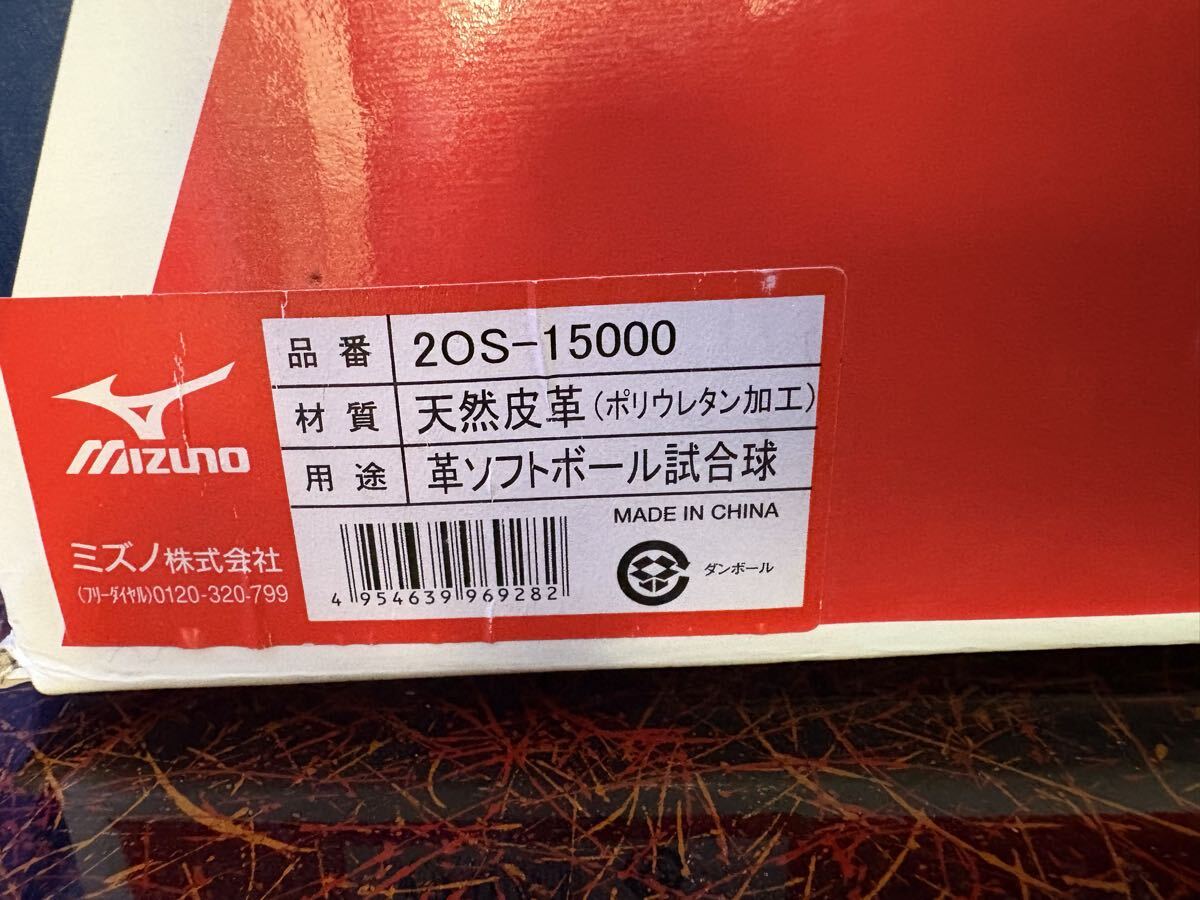 品番 2OS-15000
材質 天然皮革(ポリウレタン加工)
用途 革ソフトボール試合球
MIZUNO
ミズノ株式会社
(フリーダイヤル)0120-320-799
4 954639 969282
MADE IN CHINA
ダンボール